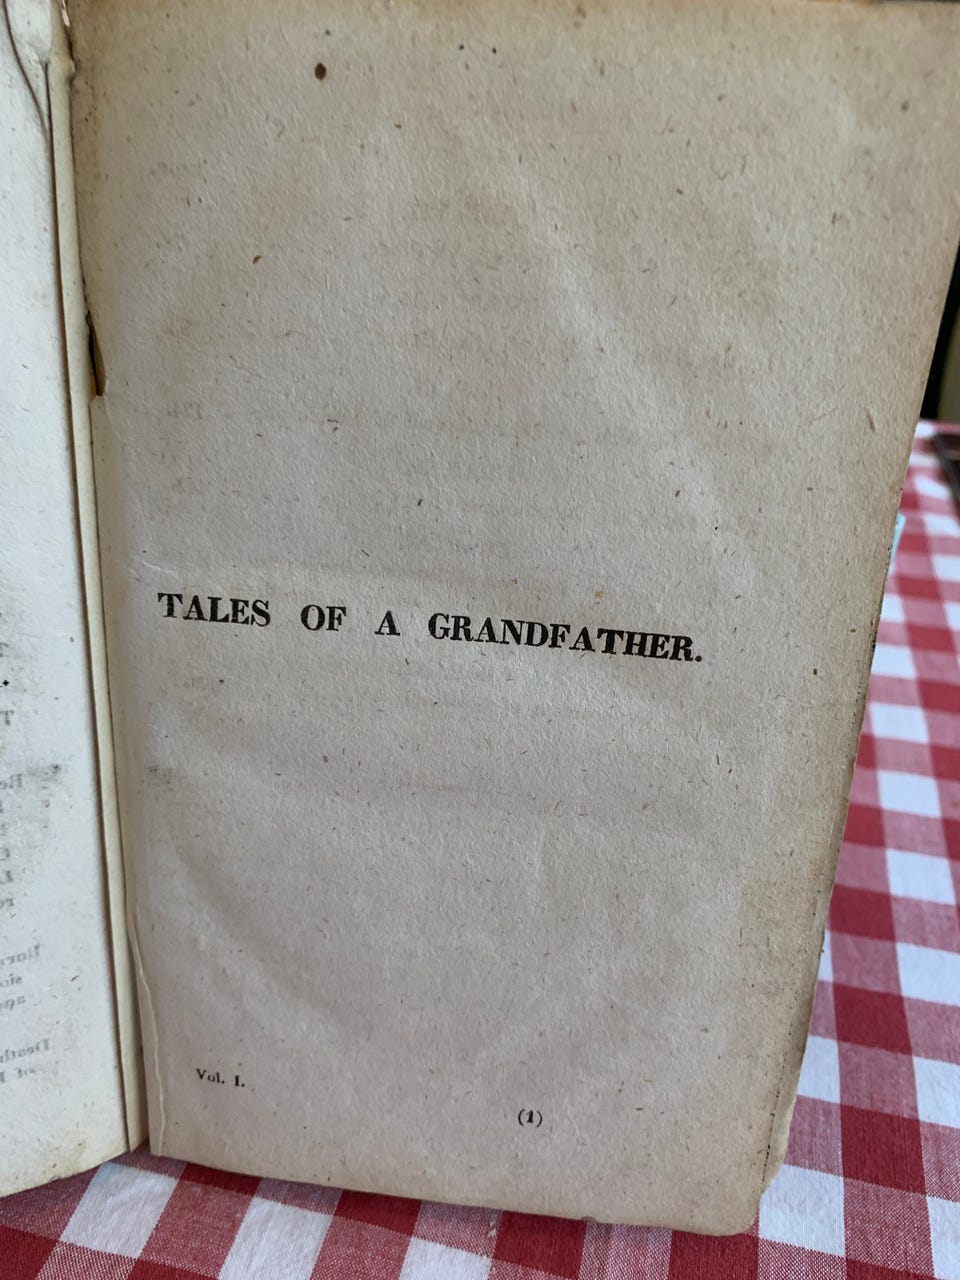 TALES OF A GRANDFATHER.
Vol. I.
(1)